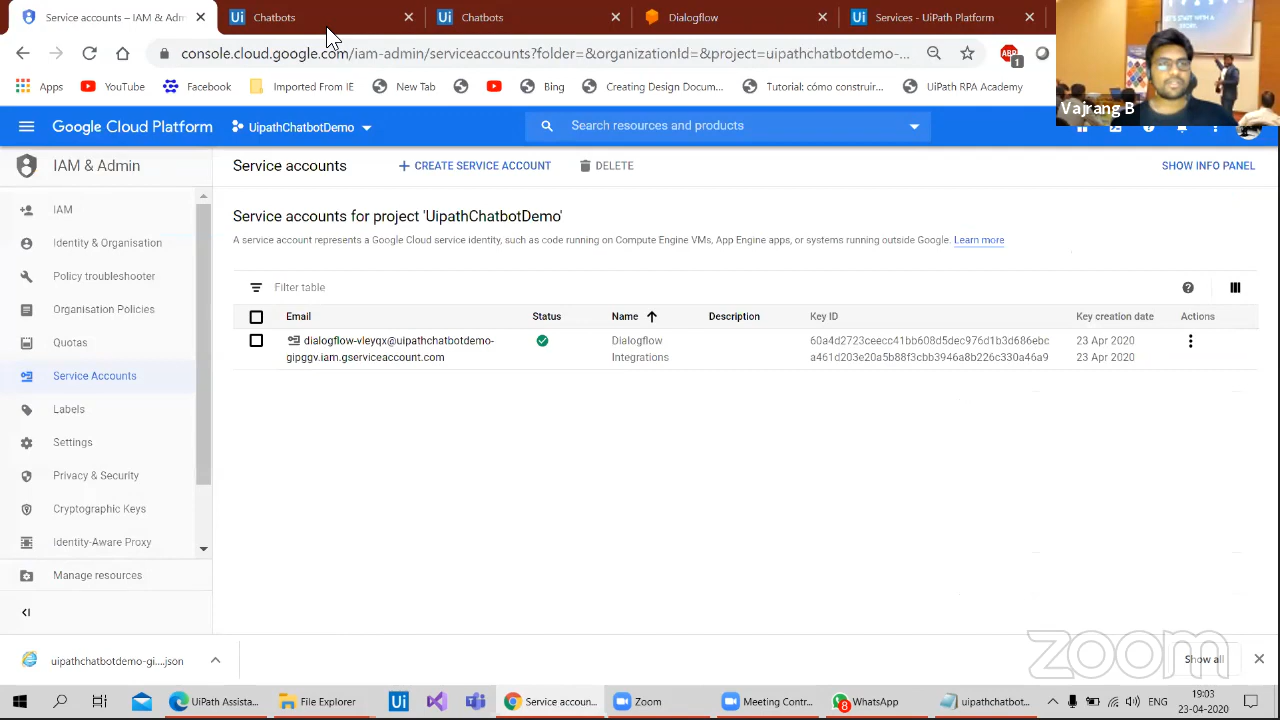 Service accounts – IAM & Adm
Chatbots
Chatbots
Dialogflow
Services - UiPath Platform
console.cloud.google.com/iam-admin/serviceaccounts?folder=&organizationId=&project=uipathchatbotdemo-...
ABP
1
Apps
YouTube
Facebook
Imported From IE
New Tab
Bing
Creating Design Docum...
Tutorial: cómo construir...
UiPath RPA Academy
LET'S START WITH A
Vajrang B
Google Cloud Platform
UipathChatbotDemo
Search resources and products
IAM & Admin
Service accounts
CREATE SERVICE ACCOUNT
DELETE
SHOW INFO PANEL
IAM
Identity & Organisation
Policy troubleshooter
Organisation Policies
Quotas
Service Accounts
Labels
Settings
Privacy & Security
Cryptographic Keys
Identity-Aware Proxy
Manage resources
Service accounts for project 'UipathChatbotDemo'
A service account represents a Google Cloud service identity, such as code running on Compute Engine VMs, App Engine apps, or systems running outside Google. Learn more
Filter table
Email Status Name Description Key ID Key creation date Actions
dialogflow-vleyqx@uipathchatbotdemo- Dialogflow 60a4d2723ceecc41bb608d5dec976d1b3d686ebc 23 Apr 2020
gipggv.iam.gserviceaccount.com Integrations a461d203e20a5b88f3cbb3946a8b226c330a46a9 23 Apr 2020
uipathchatbotdemo-gi....json
Show all
zoom
UiPath Assista...
File Explorer
Ui
Service accoun...
Zoom
Meeting Contr...
8
WhatsApp
uipathchatbot...
ENG
19:03
23-04-2020